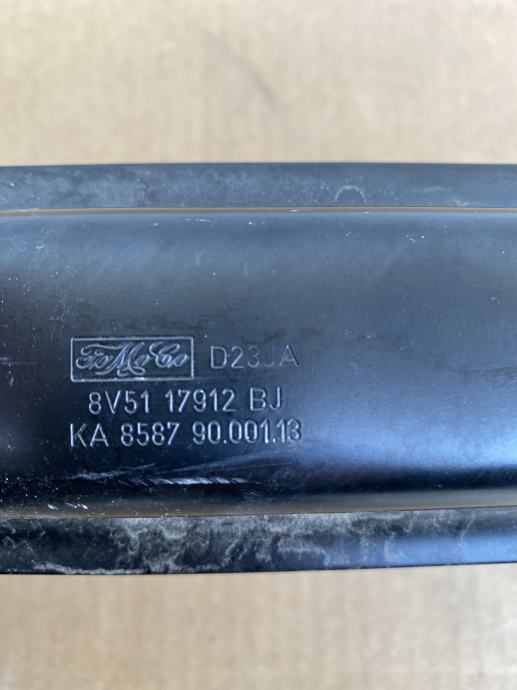 FoMoCo D23JA
8V51 17912 BJ
KA 8587 90.001.13